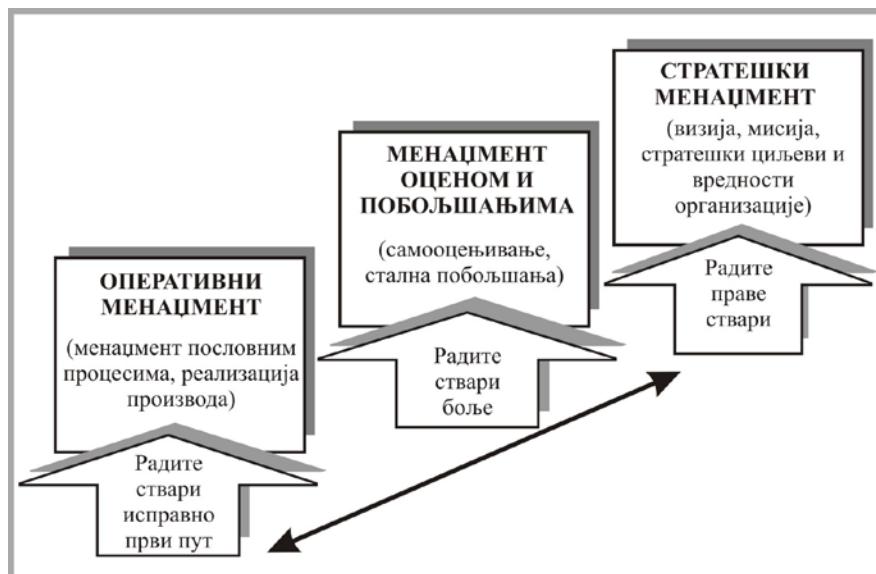 ОПЕРАТИВНИ
МЕНАЏМЕНТ
(менаџмент пословним
процесима, реализација
производа)
Радите
ствари
исправно
први пут
МЕНАЏМЕНТ
ОЦЕНОМ И
ПОБОЉШАЊИМА
(самооцењивање,
стална побољшања)
Радите
ствари
боље
СТРАТЕШКИ
МЕНАЏМЕНТ
(визија, мисија,
стратешки циљеви и
вредности
организације)
Радите
праве
ствари